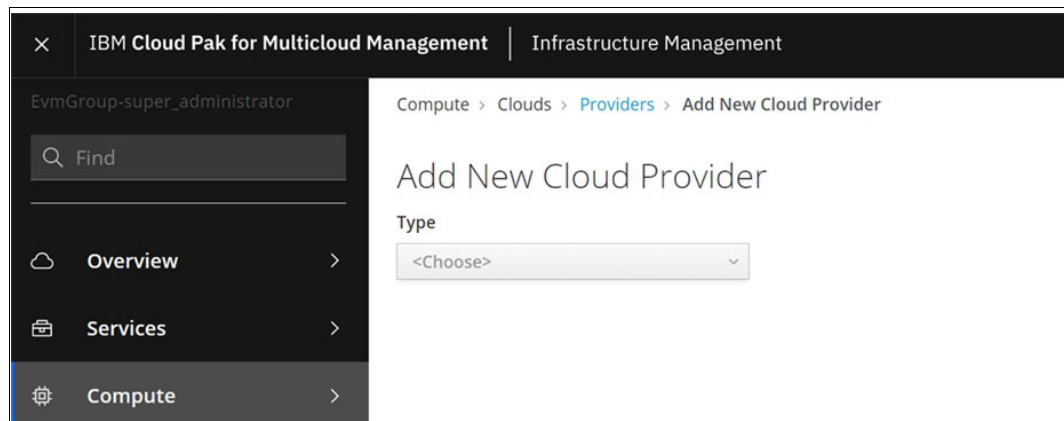 IBM Cloud Pak for Multicloud Management | Infrastructure Management
EvmGroup-super_administrator
Find
Overview
Services
Compute
Compute > Clouds > Providers > Add New Cloud Provider
Add New Cloud Provider
Type
<Choose>